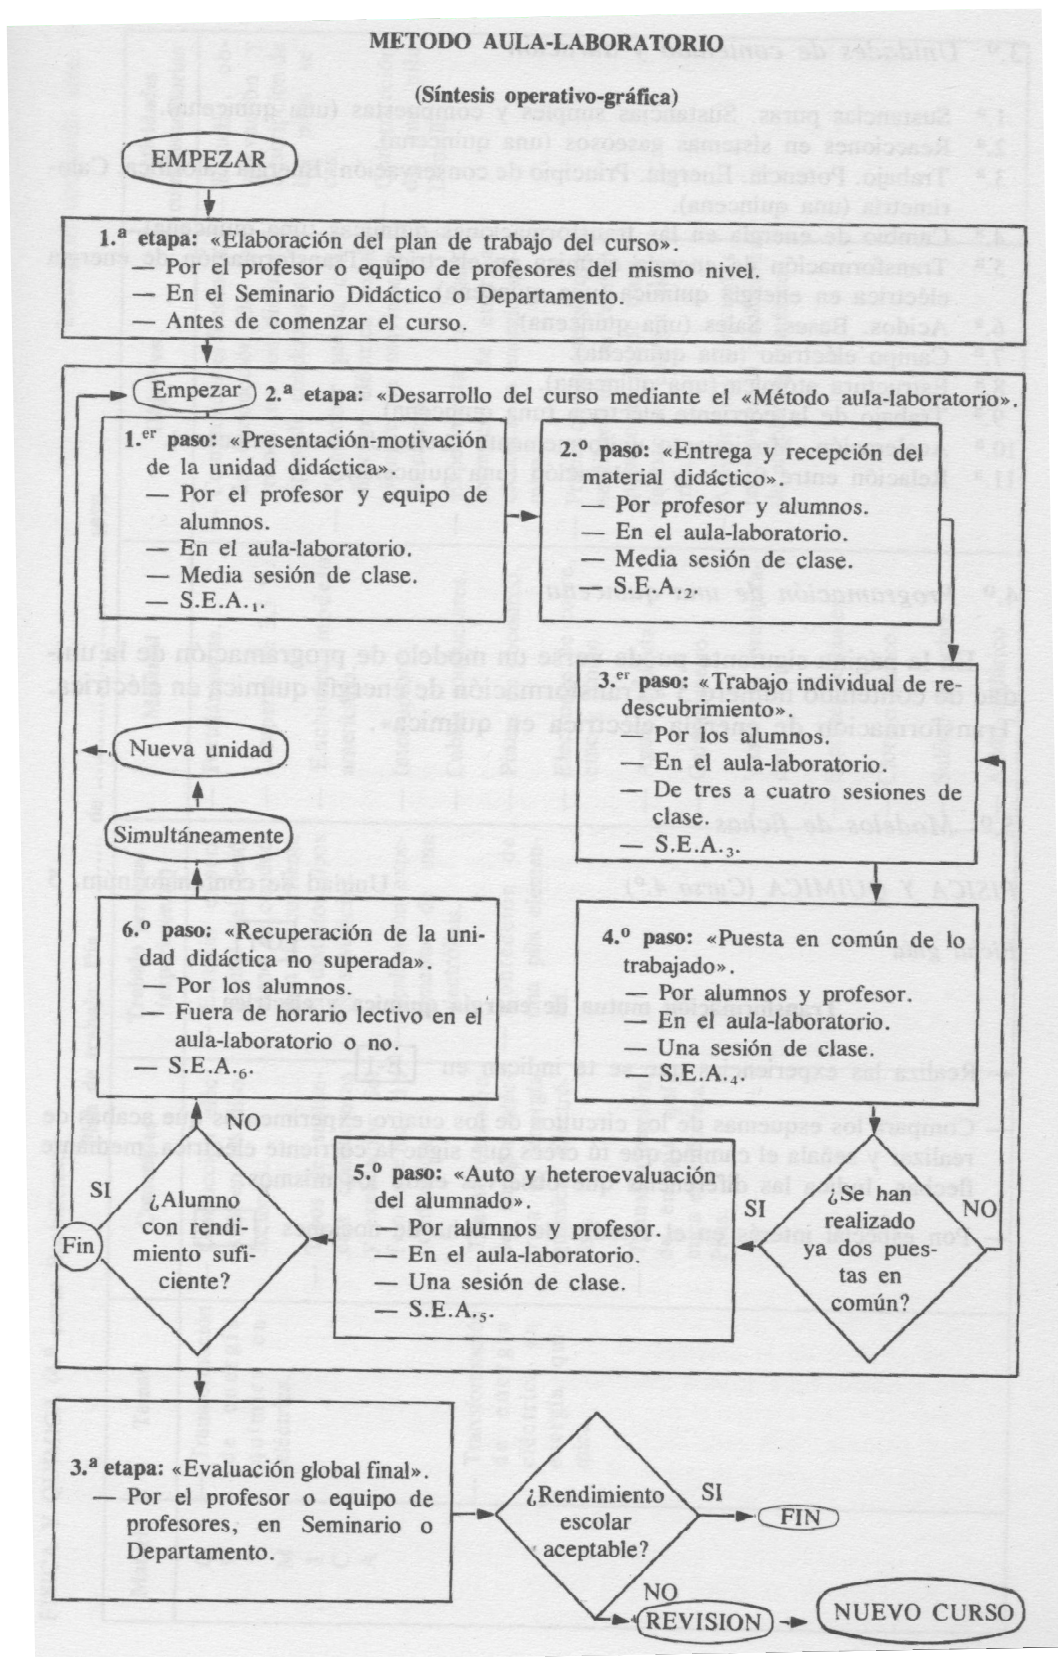 METODO AULA-LABORATORIO
(Síntesis operativo-gráfica)
EMPEZAR
1.ª etapa: «Elaboración del plan de trabajo del curso».
— Por el profesor o equipo de profesores del mismo nivel.
— En el Seminario Didáctico o Departamento.
— Antes de comenzar el curso.
Empezar
2.ª etapa: «Desarrollo del curso mediante el «Método aula-laboratorio».
1.er paso: «Presentación-motivación
de la unidad didáctica».
— Por el profesor y equipo de
alumnos.
— En el aula-laboratorio.
— Media sesión de clase.
— S.E.A.1.
2.º paso: «Entrega y recepción del
material didáctico».
— Por profesor y alumnos.
— En el aula-laboratorio.
— Media sesión de clase.
— S.E.A.2.
3.er paso: «Trabajo individual de re-
descubrimiento».
— Por los alumnos.
— En el aula-laboratorio.
— De tres a cuatro sesiones de
clase.
— S.E.A.3.
Nueva unidad
Simultáneamente
6.º paso: «Recuperación de la uni-
dad didáctica no superada».
— Por los alumnos.
— Fuera de horario lectivo en el
aula-laboratorio o no.
— S.E.A.6.
4.º paso: «Puesta en común de lo
trabajado».
— Por alumnos y profesor.
— En el aula-laboratorio.
— Una sesión de clase.
— S.E.A.4.
NO
SI
¿Alumno
con rendi-
miento sufi-
ciente?
Fin
5.º paso: «Auto y heteroevaluación
del alumnado».
— Por alumnos y profesor.
— En el aula-laboratorio.
— Una sesión de clase.
— S.E.A.5.
SI
¿Se han
realizado
ya dos pues-
tas en
común?
NO
3.ª etapa: «Evaluación global final».
— Por el profesor o equipo de
profesores, en Seminario o
Departamento.
¿Rendimiento
escolar
aceptable?
SI
FIN
NO
REVISION
NUEVO CURSO